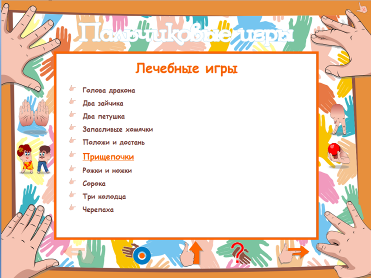 Пальчиковые игры
Лечебные игры
Голова дракона
Два зайчика
Два петушка
Запасливые хомячки
Положи и достань
Прищепочки
Рожки и ножки
Сорока
Три колодца
Черепаха